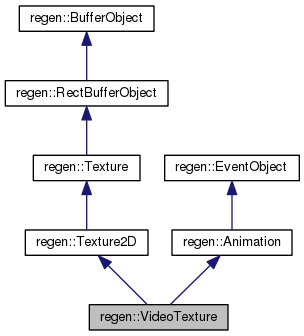 regen::BufferObject
regen::RectBufferObject
regen::Texture
regen::EventObject
regen::Texture2D
regen::Animation
regen::VideoTexture